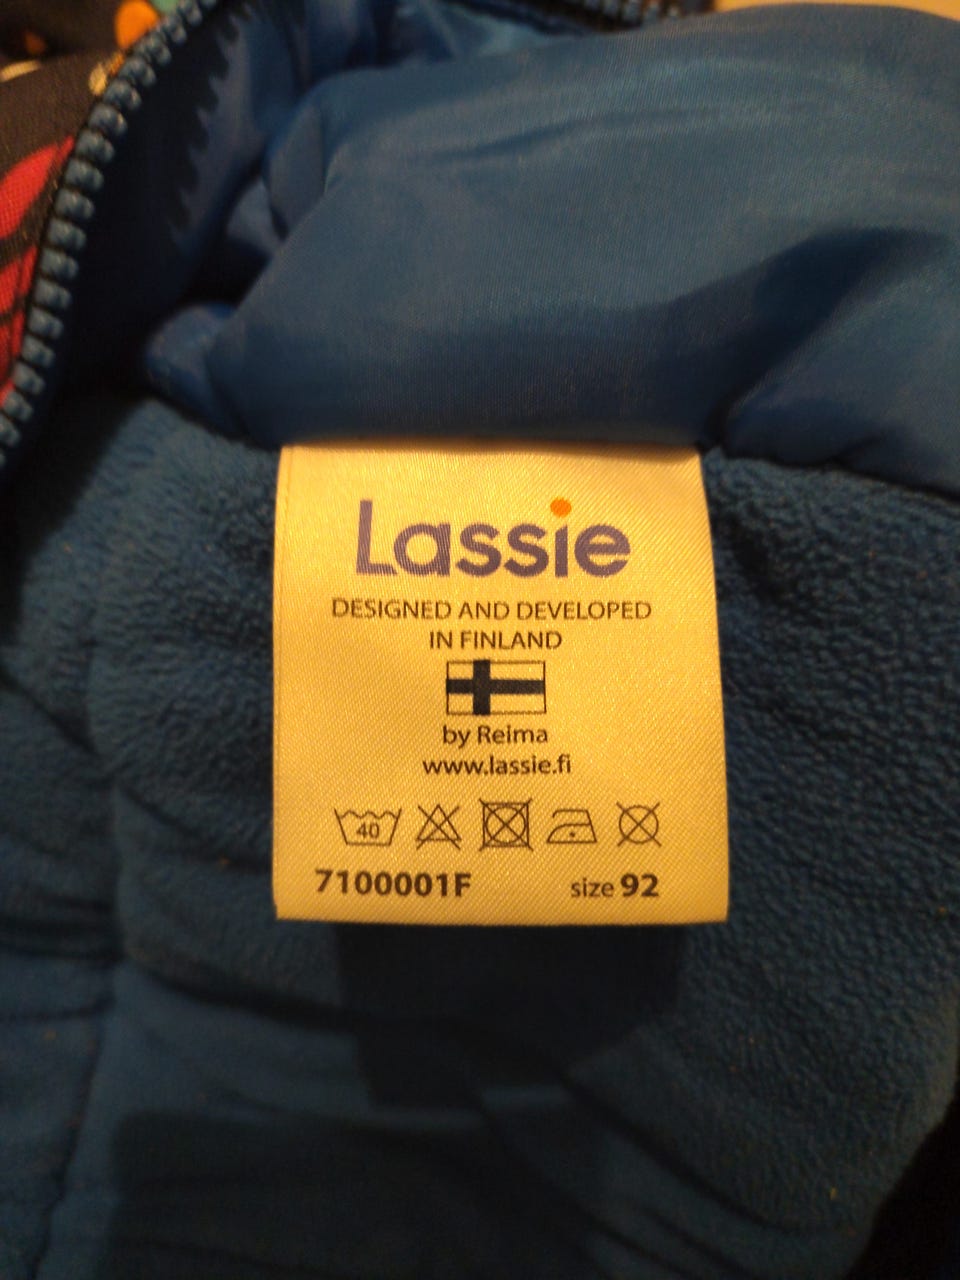 Lassie
DESIGNED AND DEVELOPED
IN FINLAND
by Reima
www.lassie.fi
40
7100001F size 92